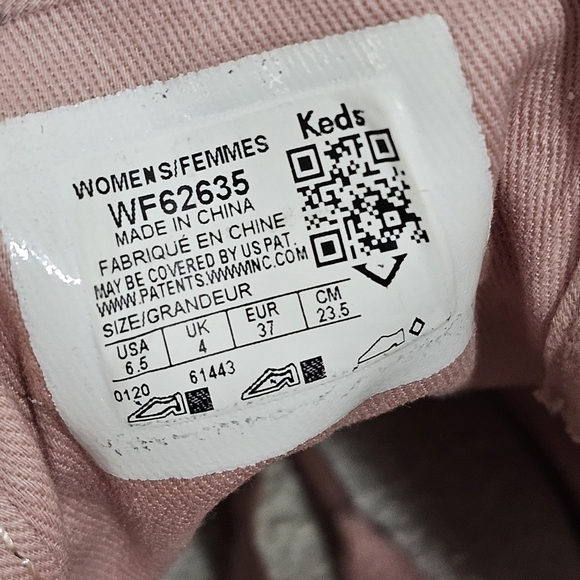 Keds
WOMENS/FEMMES
WF62635
MADE IN CHINA
FABRIQUÉ EN CHINE
MAY BE COVERED BY US PAT.
WWW.PATENTS.WWWINC.COM
SIZE/GRANDEUR
USA UK EUR CM
6.5 4 37 23.5
0120 61443